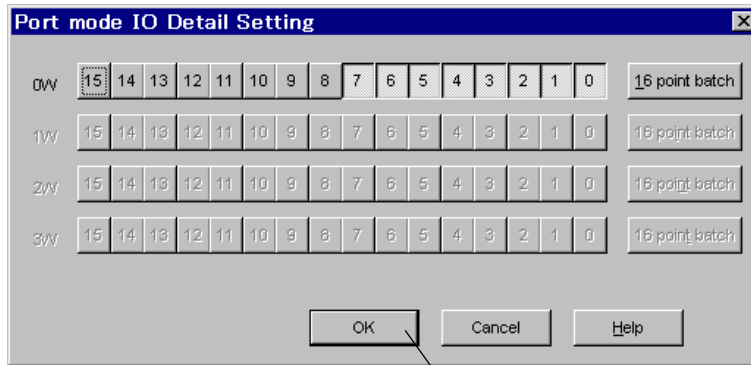 Port mode IO Detail Setting
0W 15 14 13 12 11 10 9 8 7 6 5 4 3 2 1 0 16 point batch
1W 15 14 13 12 11 10 9 8 7 6 5 4 3 2 1 0 16 point batch
2W 15 14 13 12 11 10 9 8 7 6 5 4 3 2 1 0 16 point batch
3W 15 14 13 12 11 10 9 8 7 6 5 4 3 2 1 0 16 point batch
OK Cancel Help